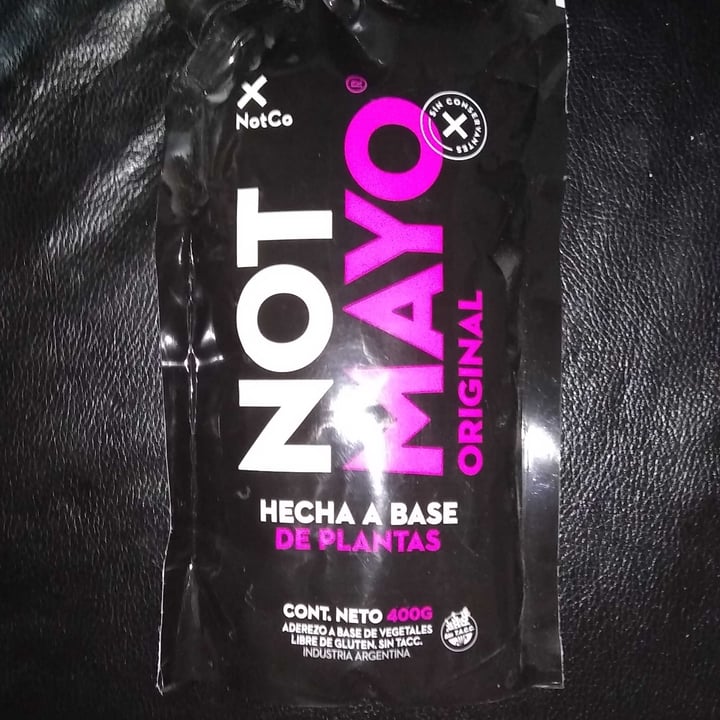 NotCo
NOT
MAYO
ORIGINAL
SIN CONSERVANTES
HECHA A BASE
DE PLANTAS
CONT. NETO 400G
ADEREZO A BASE DE VEGETALES
LIBRE DE GLUTEN. SIN TACC.
INDUSTRIA ARGENTINA
Sin T.A.C.C.